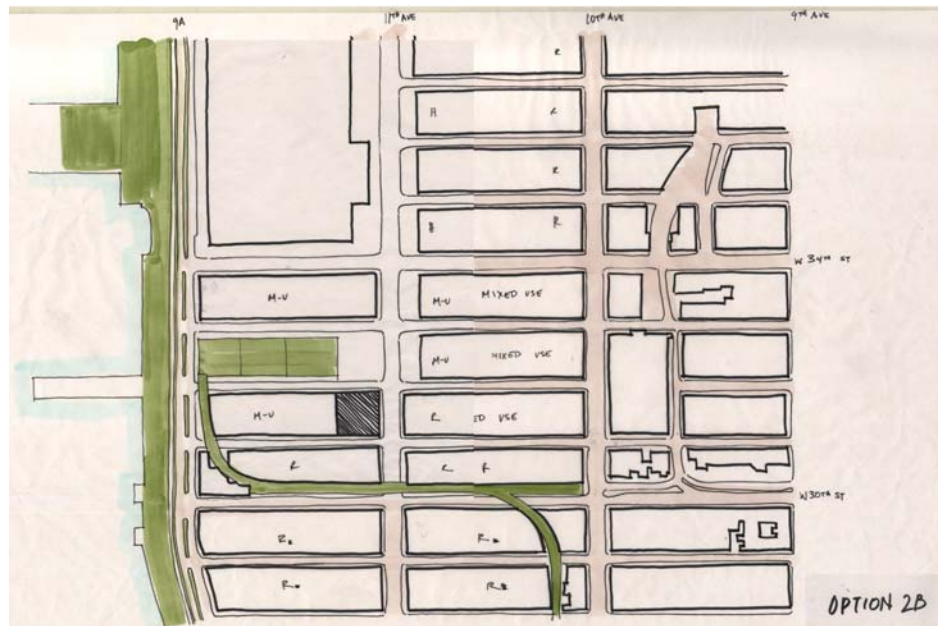 9A 11TH AVE 10TH AVE 9TH AVE
R
H R
R
R
W 34TH ST
M-U M-U MIXED USE
M-U MIXED USE
M-U R ED USE
R R R
W 30TH ST
R* R*
R* R*
OPTION 2B